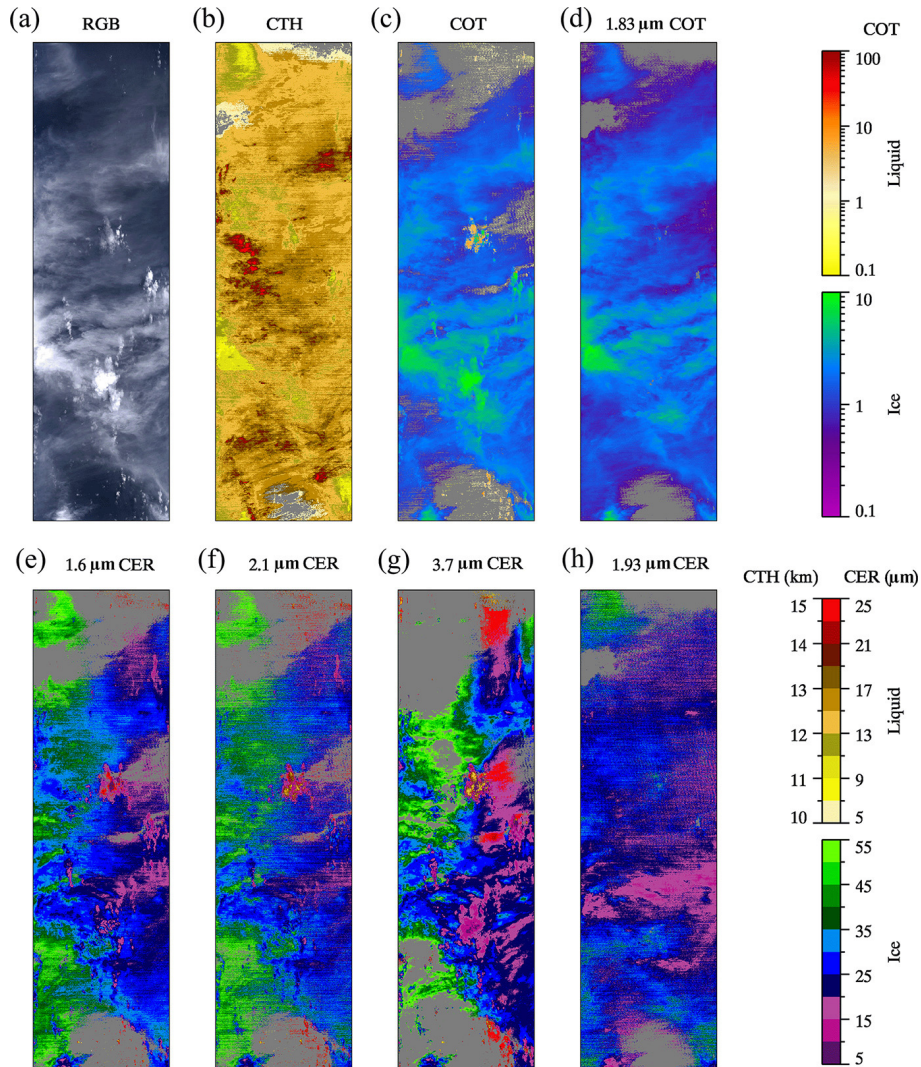 (a) RGB
(b) CTH
(c) COT
(d) 1.83 µm COT
COT
100
10
1
0.1
Liquid
10
1
0.1
Ice
(e) 1.6 µm CER
(f) 2.1 µm CER
(g) 3.7 µm CER
(h) 1.93 µm CER
CTH (km) CER (µm)
15 25
14 21
13 17
12 13
11 9
10 5
Liquid
55
45
35
25
15
5
Ice